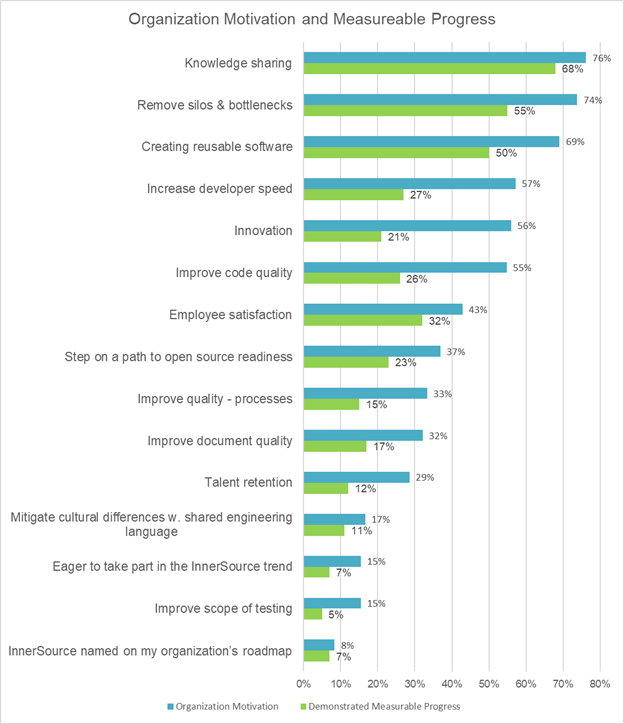 Organization Motivation and Measureable Progress
Knowledge sharing
76%
68%
Remove silos & bottlenecks
74%
55%
Creating reusable software
69%
50%
Increase developer speed
57%
27%
Innovation
56%
21%
Improve code quality
55%
26%
Employee satisfaction
43%
32%
Step on a path to open source readiness
37%
23%
Improve quality - processes
33%
15%
Improve document quality
32%
17%
Talent retention
29%
12%
Mitigate cultural differences w. shared engineering
language
17%
11%
Eager to take part in the InnerSource trend
15%
7%
Improve scope of testing
15%
5%
InnerSource named on my organization's roadmap
8%
7%
0% 10% 20% 30% 40% 50% 60% 70% 80%
Organization Motivation Demonstrated Measurable Progress